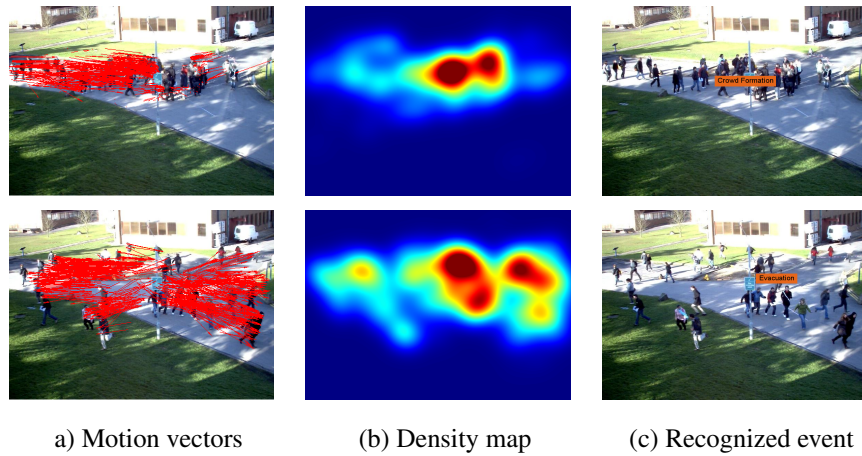 Crowd Formation
Evacuation
a) Motion vectors
(b) Density map
(c) Recognized event